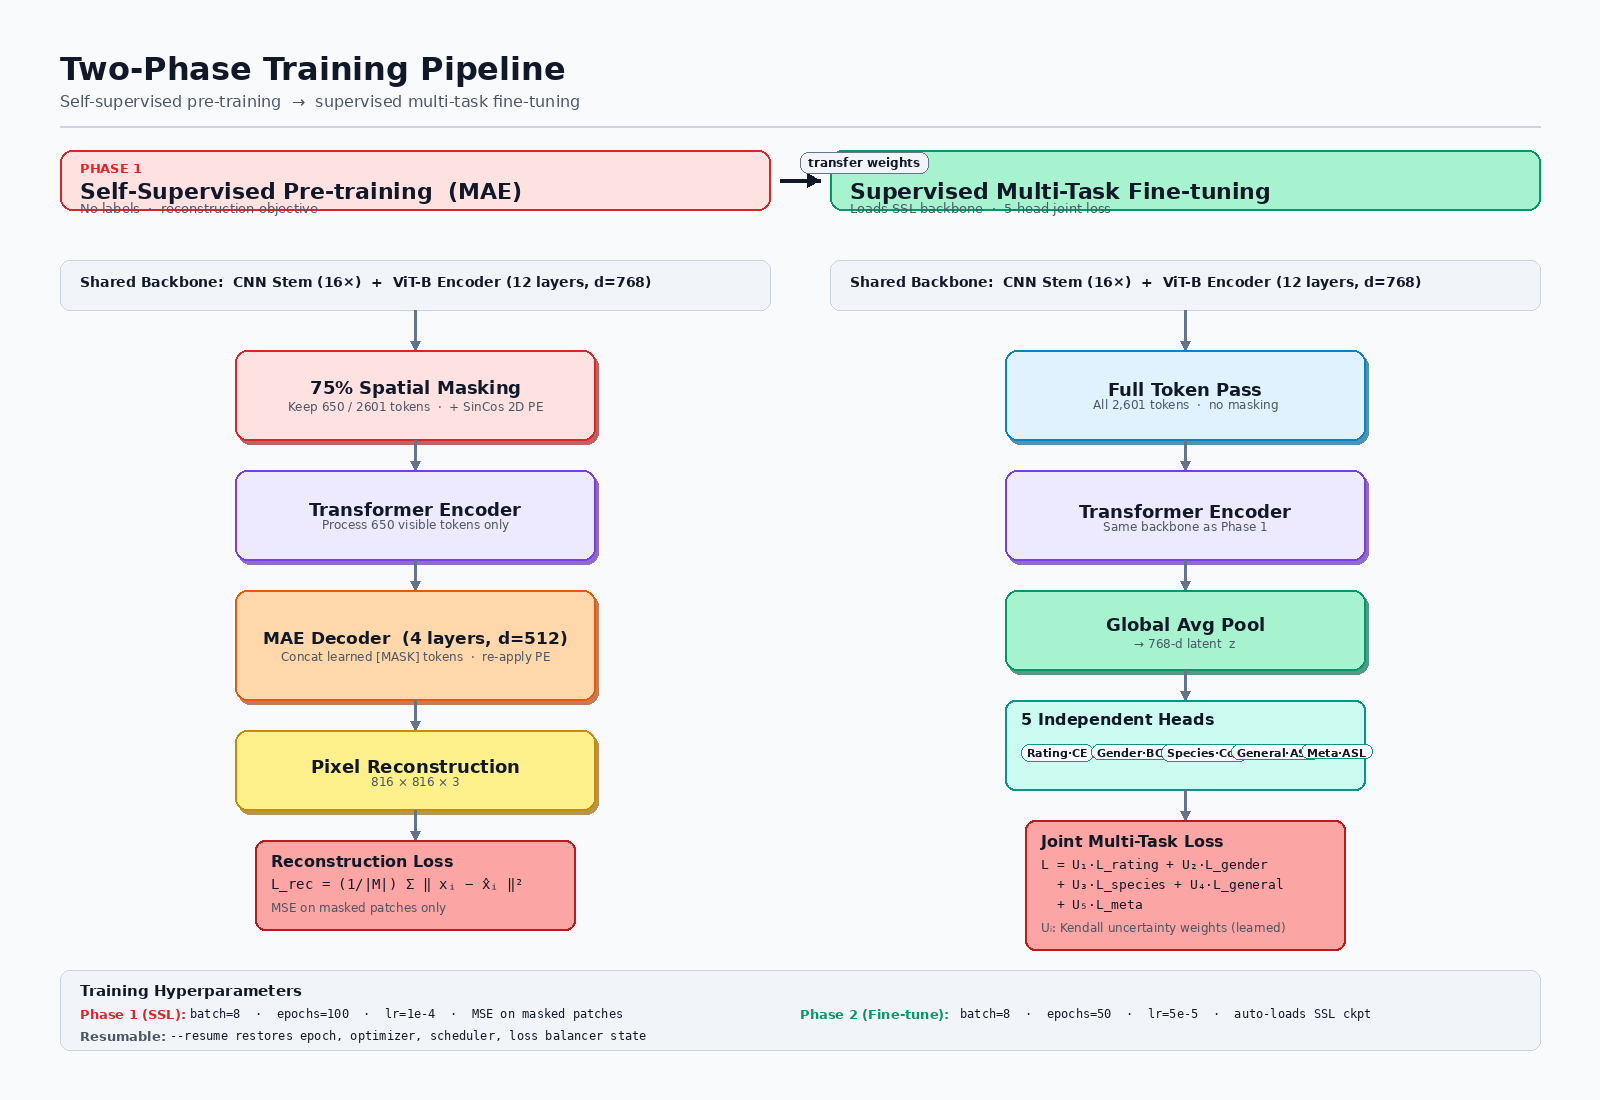 Two-Phase Training Pipeline
Self-supervised pre-training → supervised multi-task fine-tuning
PHASE 1
Self-Supervised Pre-training (MAE)
No labels · reconstruction objective
transfer weights
Supervised Multi-Task Fine-tuning
Loads SSL backbone · 5-head joint loss
Shared Backbone: CNN Stem (16×) + ViT-B Encoder (12 layers, d=768)
75% Spatial Masking
Keep 650 / 2601 tokens · + SinCos 2D PE
Transformer Encoder
Process 650 visible tokens only
MAE Decoder (4 layers, d=512)
Concat learned [MASK] tokens · re-apply PE
Pixel Reconstruction
816 × 816 × 3
Reconstruction Loss
L_rec = (1/|M|) Σ ‖ xᵢ − x̂ᵢ ‖²
MSE on masked patches only
Shared Backbone: CNN Stem (16×) + ViT-B Encoder (12 layers, d=768)
Full Token Pass
All 2,601 tokens · no masking
Transformer Encoder
Same backbone as Phase 1
Global Avg Pool
→ 768-d latent z
5 Independent Heads
Rating·CE Gender·BC Species·Co General·AS Meta·ASL
Joint Multi-Task Loss
L = U₁·L_rating + U₂·L_gender
+ U₃·L_species + U₄·L_general
+ U₅·L_meta
Uᵢ: Kendall uncertainty weights (learned)
Training Hyperparameters
Phase 1 (SSL): batch=8 · epochs=100 · lr=1e-4 · MSE on masked patches
Phase 2 (Fine-tune): batch=8 · epochs=50 · lr=5e-5 · auto-loads SSL ckpt
Resumable: --resume restores epoch, optimizer, scheduler, loss balancer state